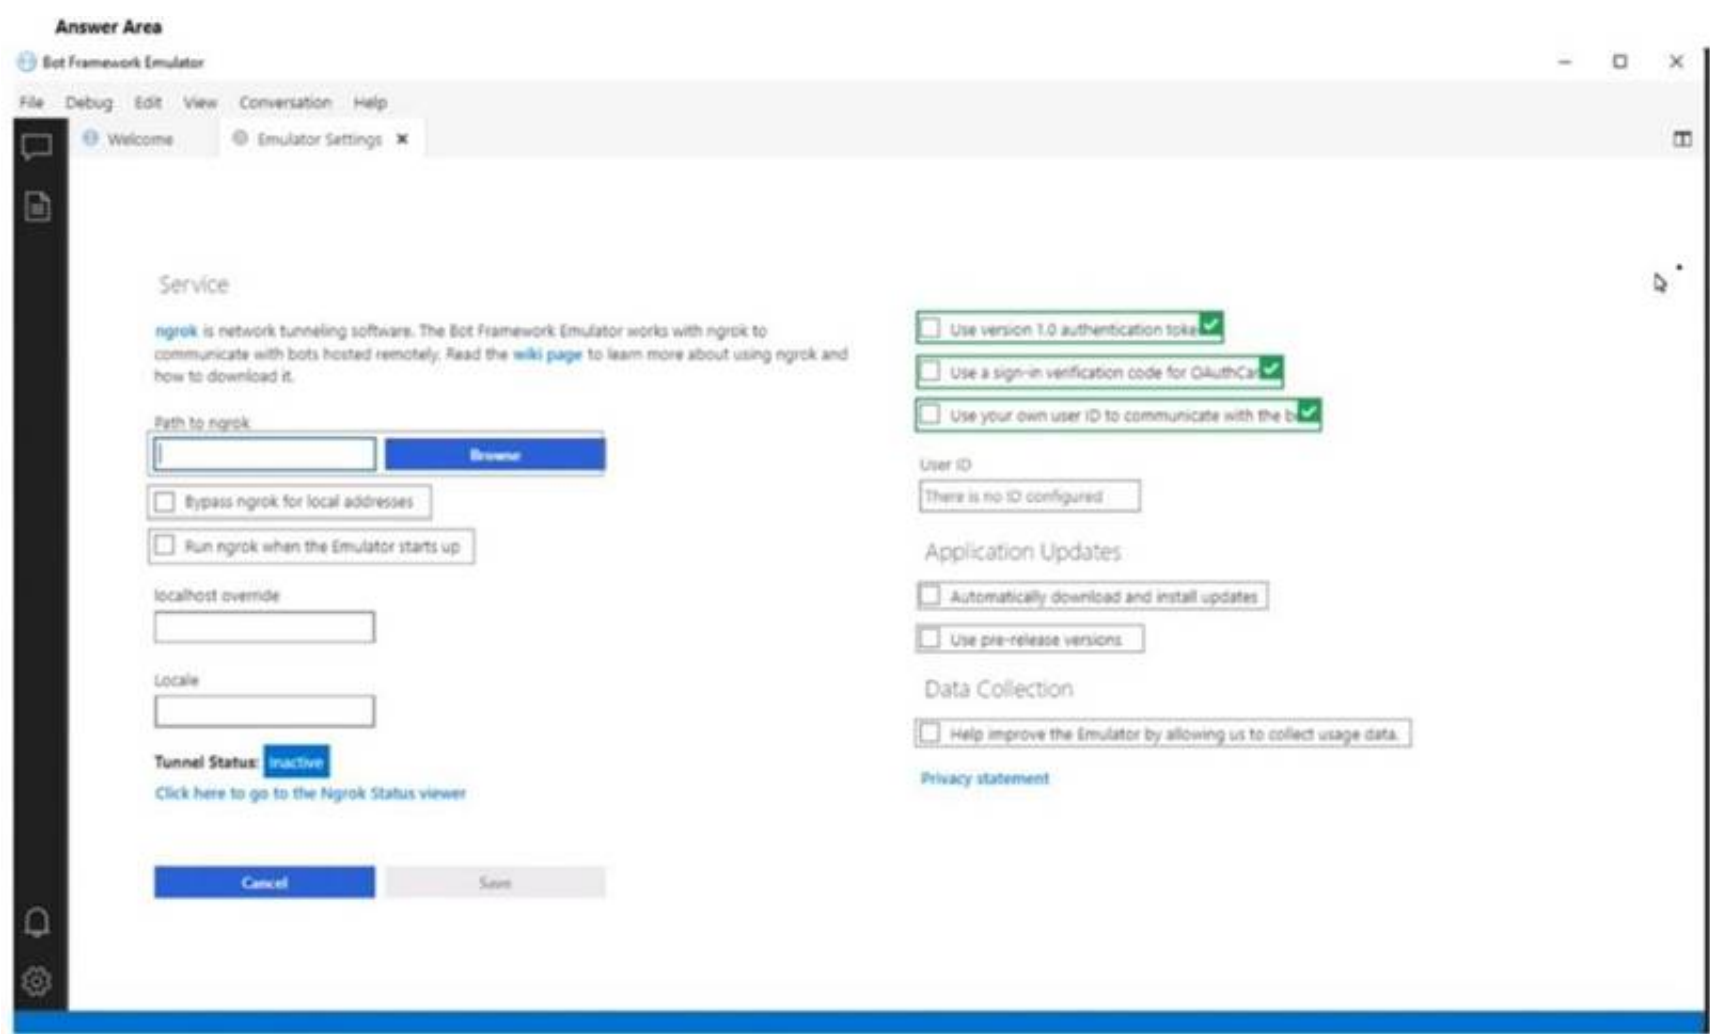 Answer Area
Bot Framework Emulator
File Debug Edit View Conversation Help
Welcome Emulator Settings
Service
ngrok is network tunneling software. The Bot Framework Emulator works with ngrok to
communicate with bots hosted remotely. Read the wiki page to learn more about using ngrok and
how to download it.
Path to ngrok
Browse
Bypass ngrok for local addresses
Run ngrok when the Emulator starts up
localhost override
Locale
Tunnel Status: Inactive
Click here to go to the Ngrok Status viewer
Cancel Save
Use version 1.0 authentication toke
Use a sign-in verification code for OAuthCar
Use your own user ID to communicate with the b
User ID
There is no ID configured
Application Updates
Automatically download and install updates
Use pre-release versions
Data Collection
Help improve the Emulator by allowing us to collect usage data.
Privacy statement